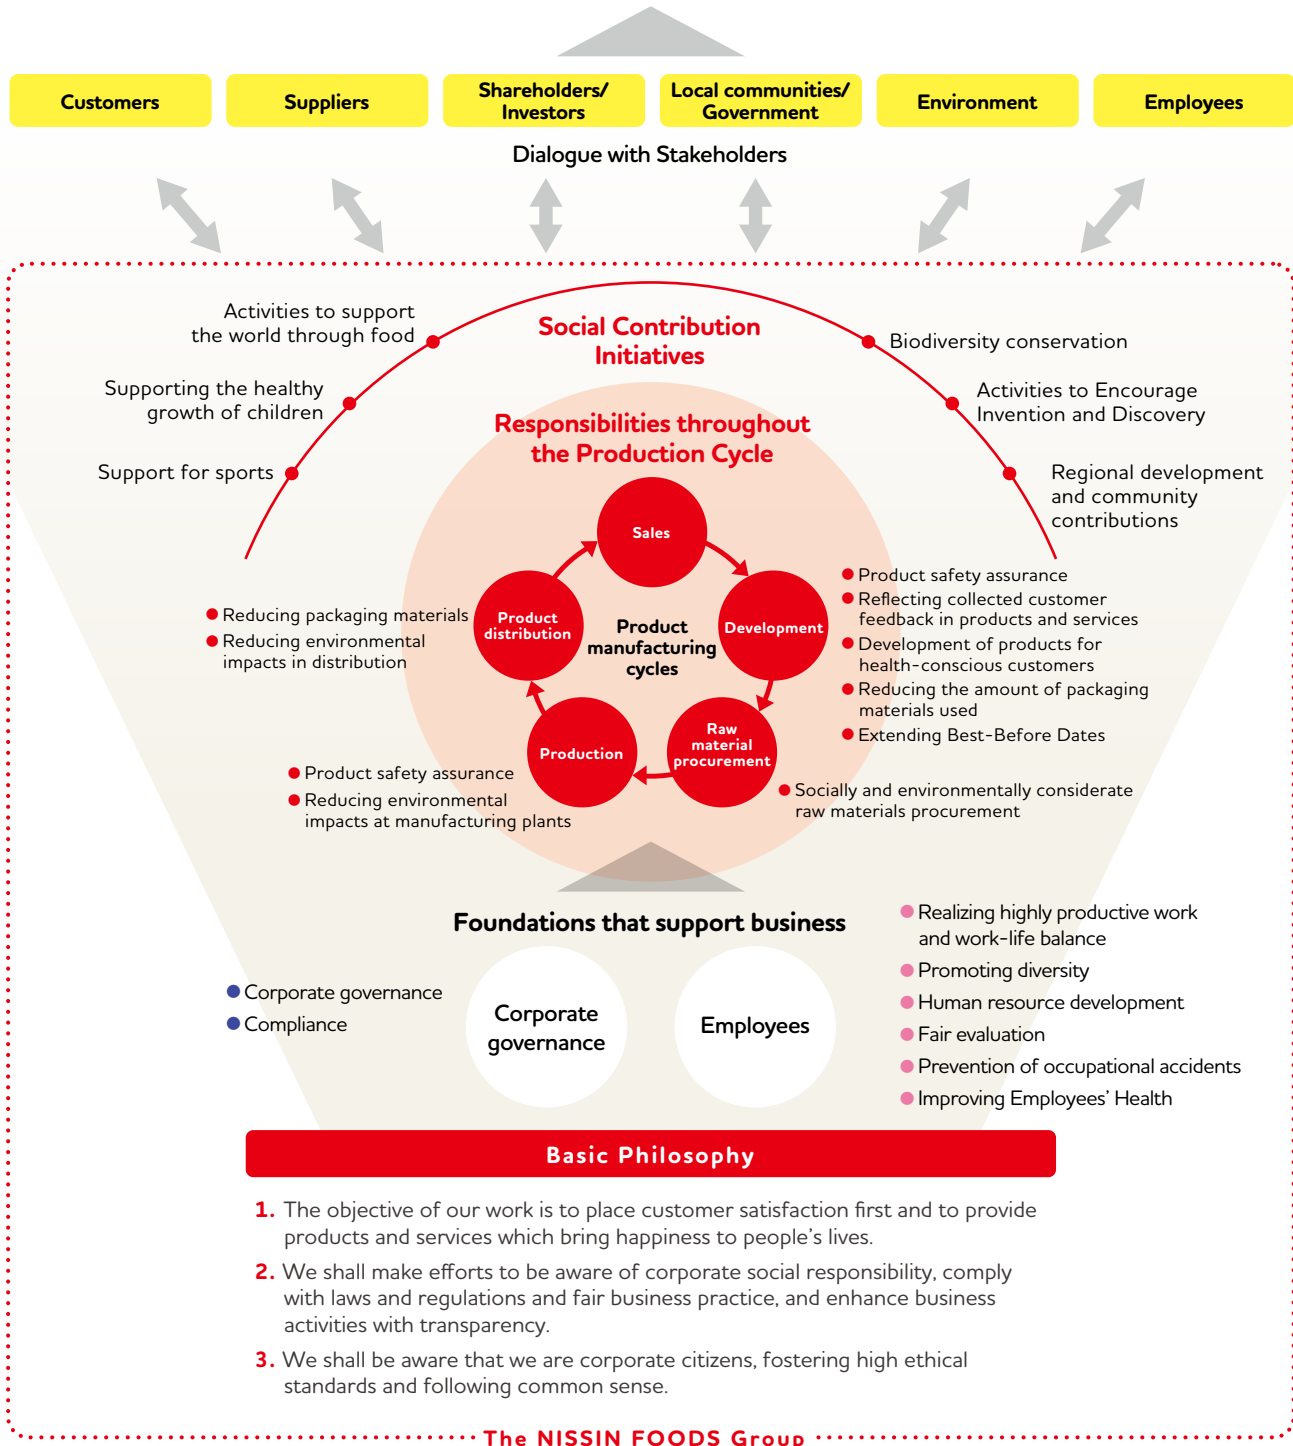 Customers
Suppliers
Shareholders/
Investors
Local communities/
Government
Environment
Employees
Dialogue with Stakeholders
Social Contribution
Initiatives
Activities to support
the world through food
Supporting the healthy
growth of children
Support for sports
Biodiversity conservation
Activities to Encourage
Invention and Discovery
Regional development
and community
contributions
Responsibilities throughout
the Production Cycle
Sales
Development
Raw
material
procurement
Production
Product
distribution
Product
manufacturing
cycles
Reducing packaging materials
Reducing environmental
impacts in distribution
Product safety assurance
Reflecting collected customer
feedback in products and services
Development of products for
health-conscious customers
Reducing the amount of packaging
materials used
Extending Best-Before Dates
Product safety assurance
Reducing environmental
impacts at manufacturing plants
Socially and environmentally considerate
raw materials procurement
Foundations that support business
Corporate governance
Compliance
Corporate
governance
Employees
Realizing highly productive work
and work-life balance
Promoting diversity
Human resource development
Fair evaluation
Prevention of occupational accidents
Improving Employees’ Health
Basic Philosophy
1. The objective of our work is to place customer satisfaction first and to provide
products and services which bring happiness to people’s lives.
2. We shall make efforts to be aware of corporate social responsibility, comply
with laws and regulations and fair business practice, and enhance business
activities with transparency.
3. We shall be aware that we are corporate citizens, fostering high ethical
standards and following common sense.
The NISSIN FOODS Group